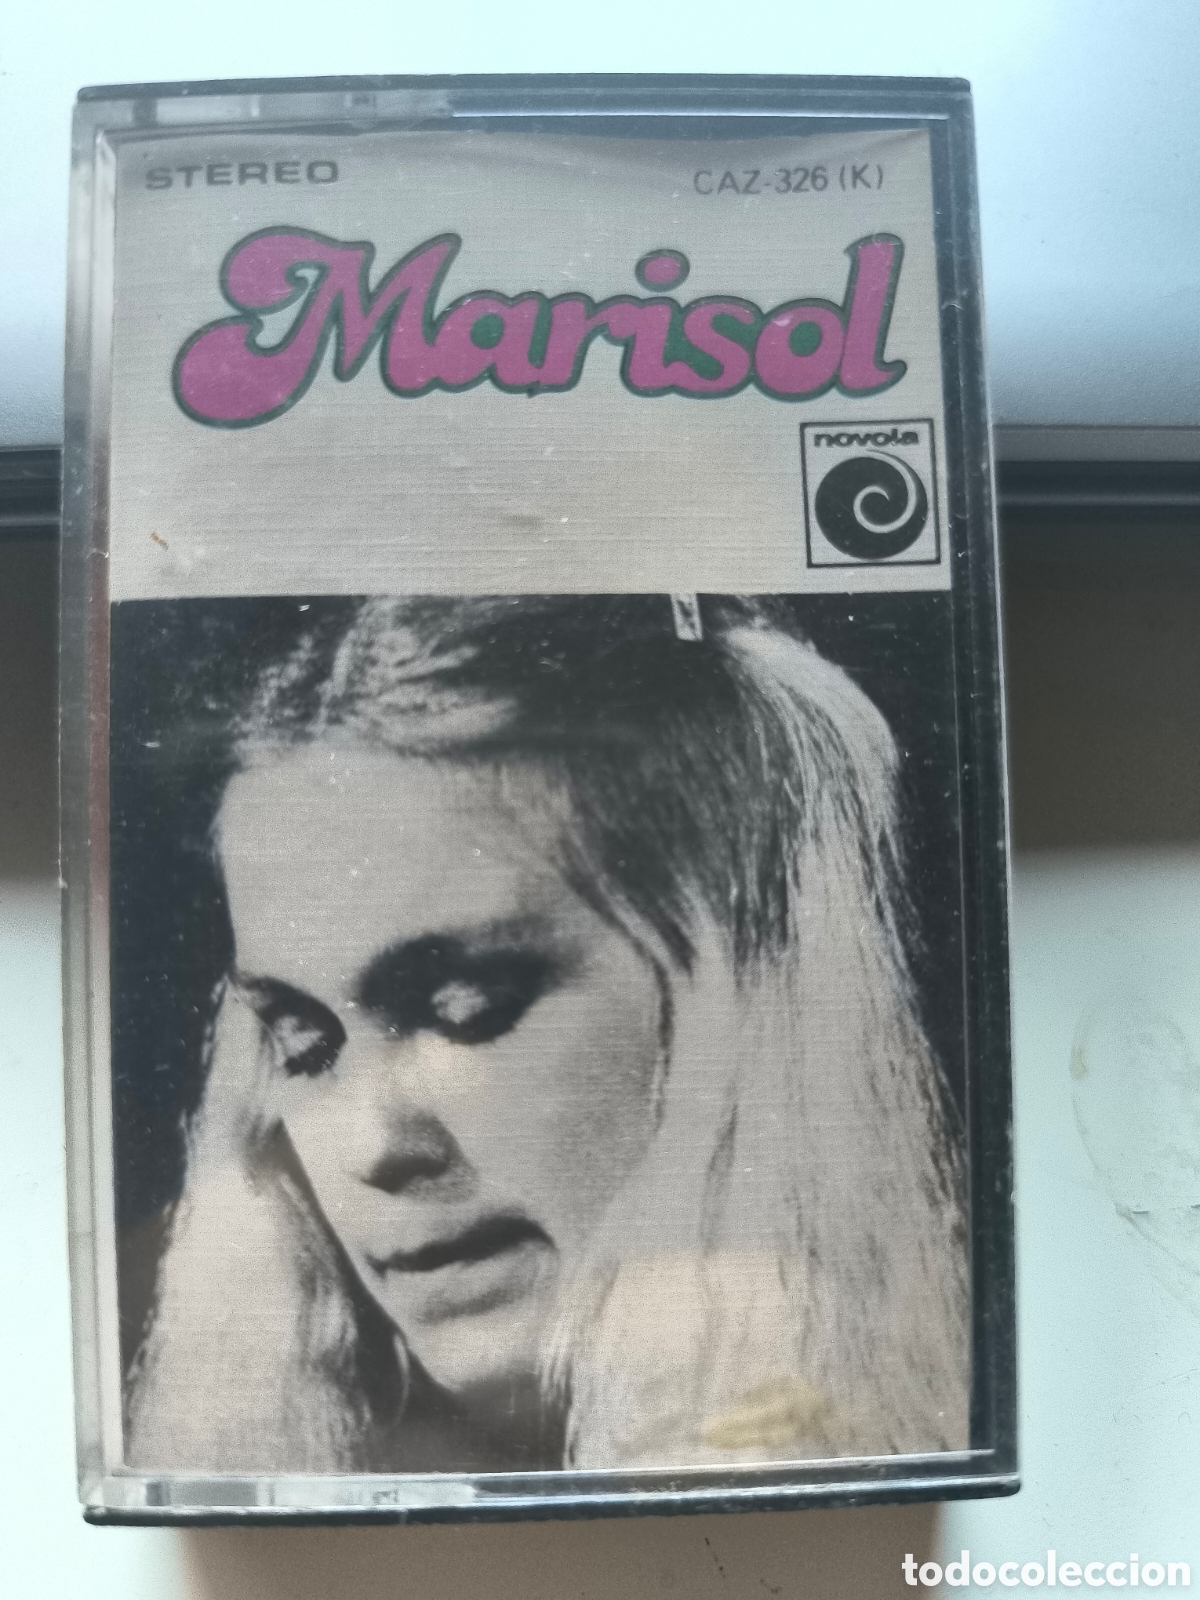 STEREO CAZ-326 (K)
Marisol
novola
todocoleccion